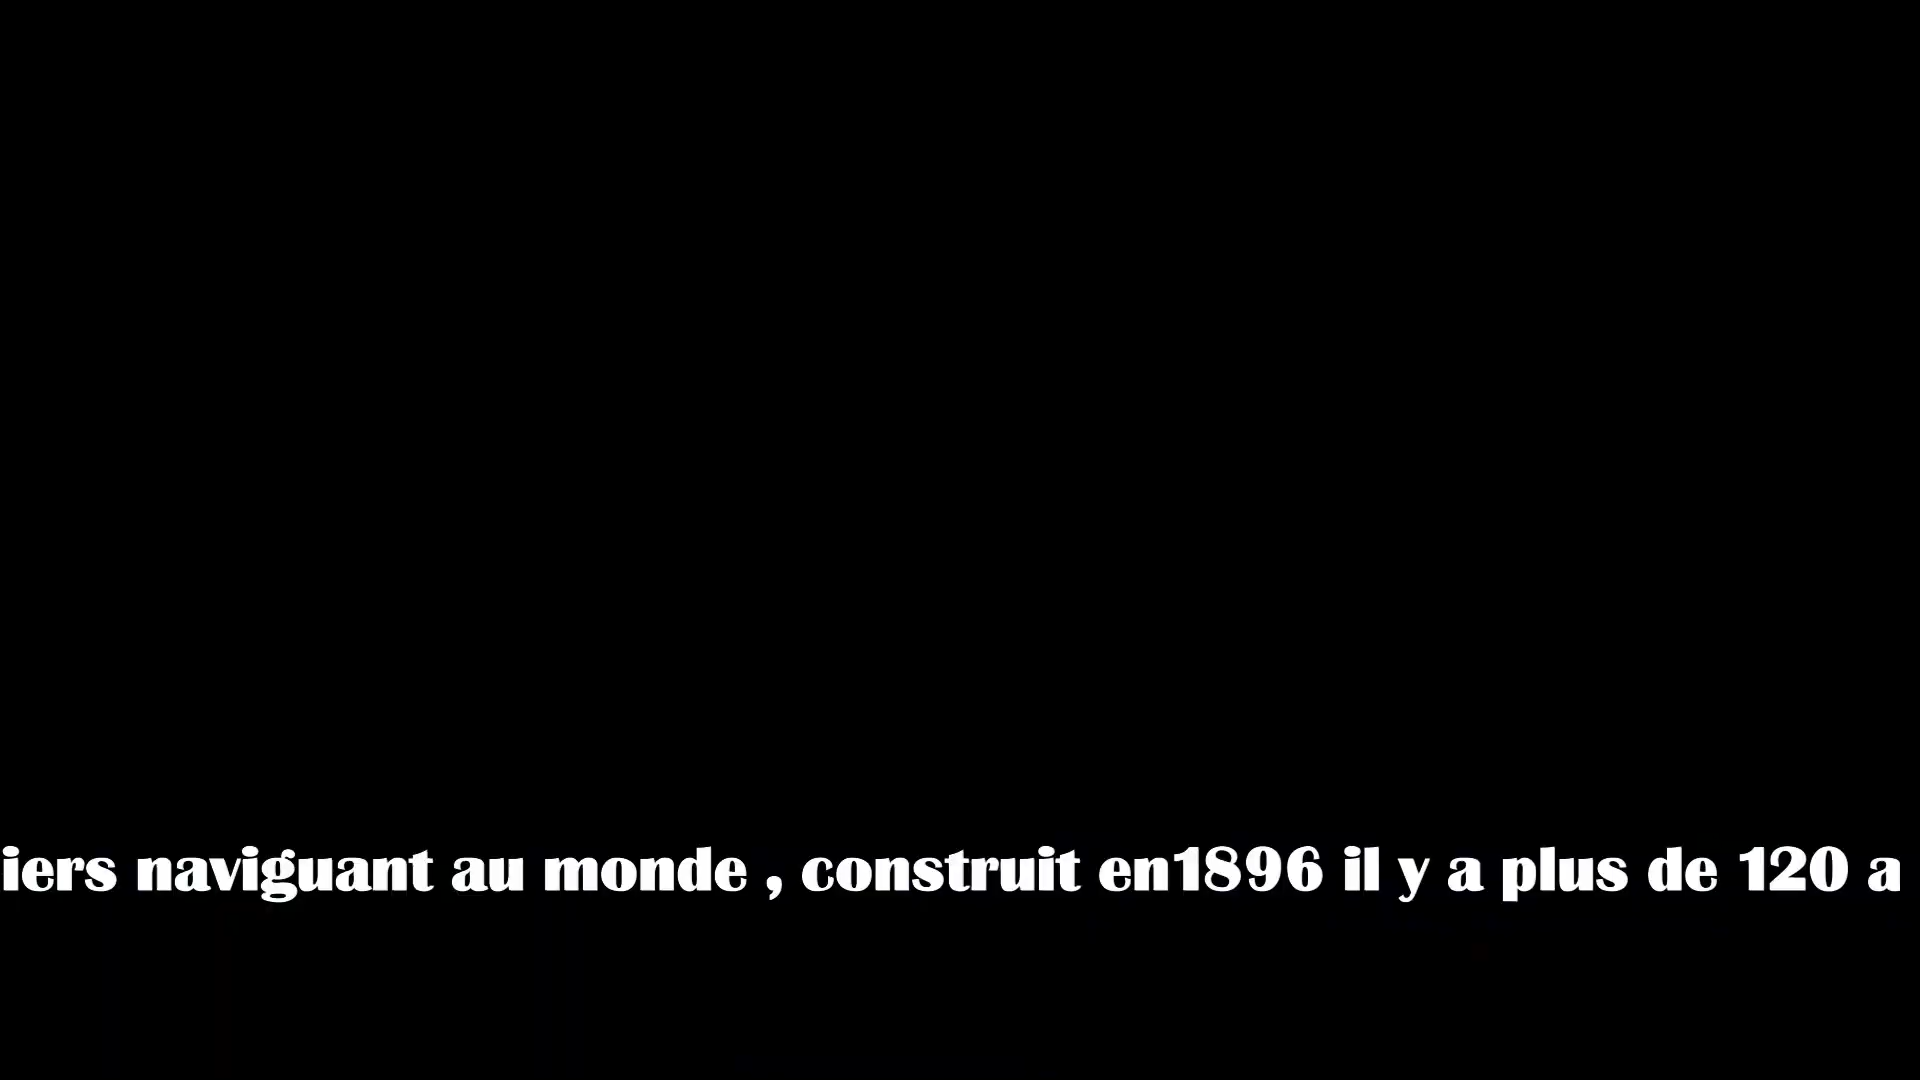 iers naviguant au monde , construit en1896 il y a plus de 120 a